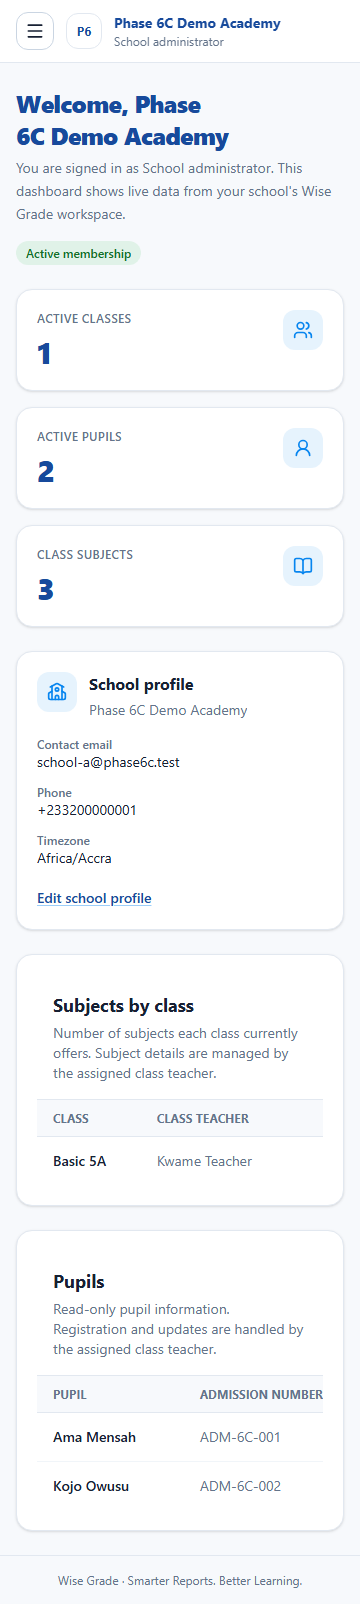 P6
Phase 6C Demo Academy
School administrator
Welcome, Phase
6C Demo Academy
You are signed in as School administrator. This
dashboard shows live data from your school's Wise
Grade workspace.
Active membership
ACTIVE CLASSES
1
ACTIVE PUPILS
2
CLASS SUBJECTS
3
School profile
Phase 6C Demo Academy
Contact email
school-a@phase6c.test
Phone
+233200000001
Timezone
Africa/Accra
Edit school profile
Subjects by class
Number of subjects each class currently
offers. Subject details are managed by
the assigned class teacher.
CLASS CLASS TEACHER
Basic 5A Kwame Teacher
Pupils
Read-only pupil information.
Registration and updates are handled by
the assigned class teacher.
PUPIL ADMISSION NUMBER
Ama Mensah ADM-6C-001
Kojo Owusu ADM-6C-002
Wise Grade · Smarter Reports. Better Learning.